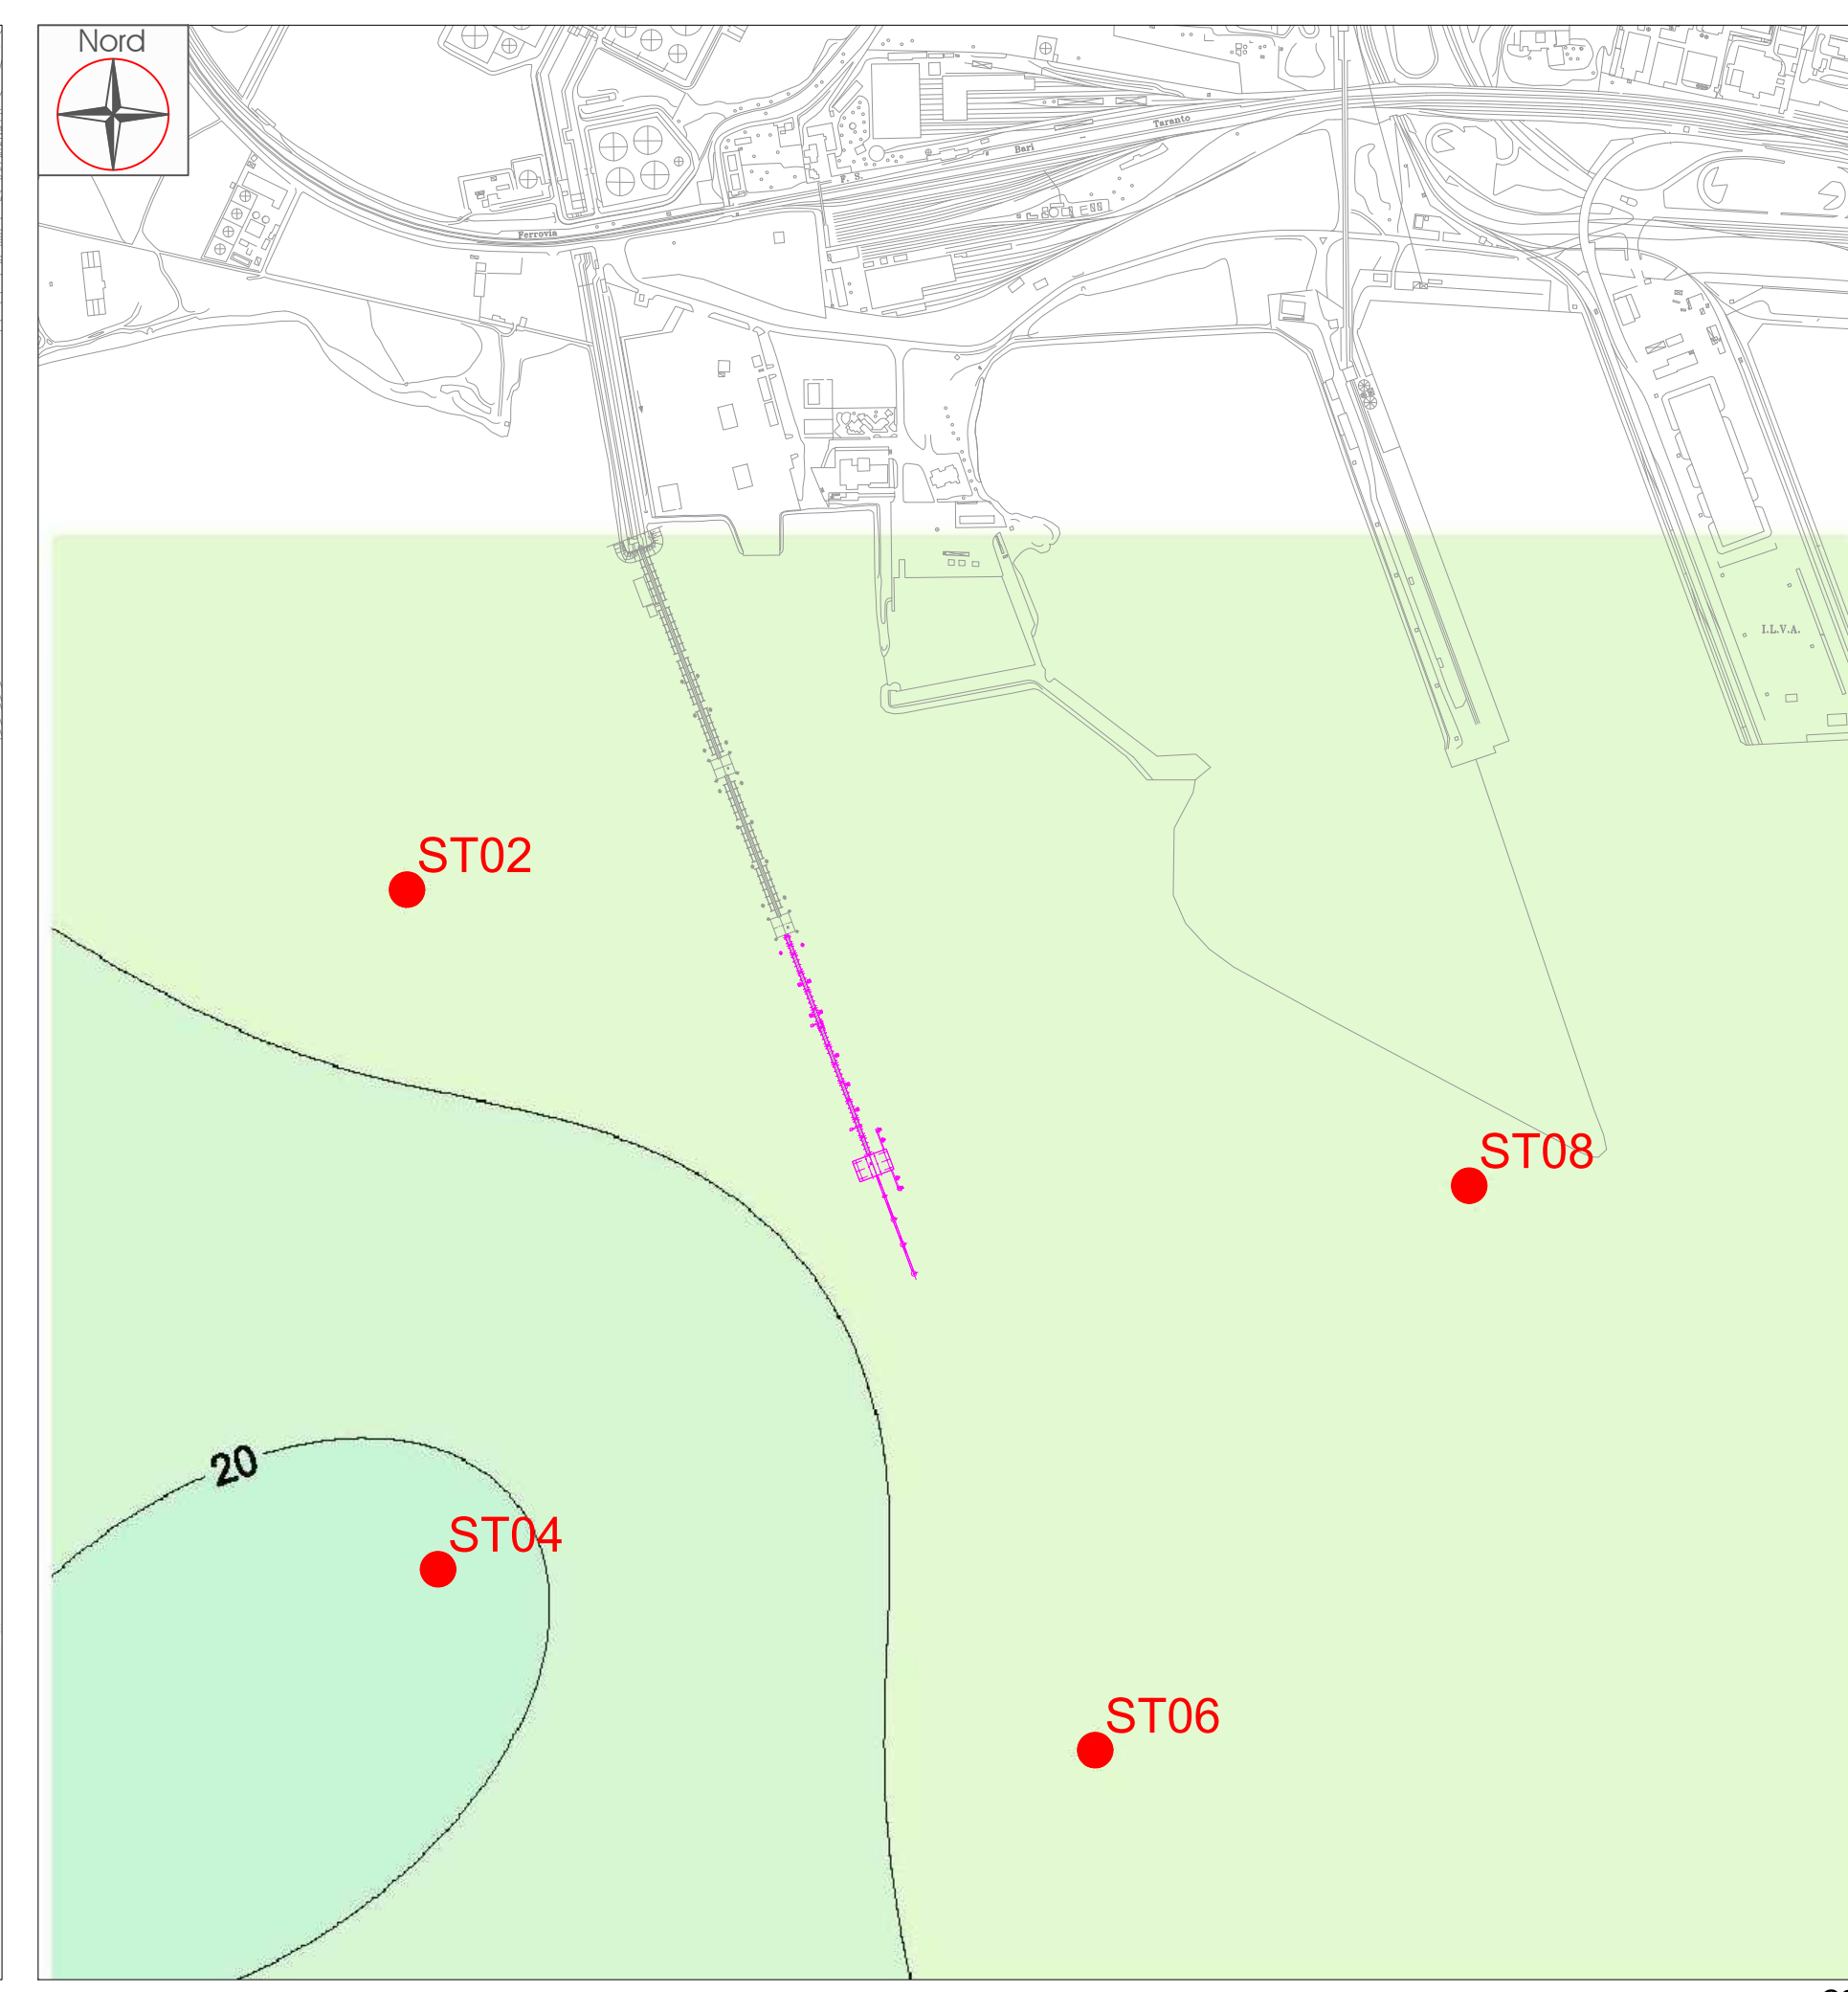 Nord
Taranto
Bari
F. S.
Ferrovia
I.L.V.A.
ST02
ST08
20
ST04
ST06